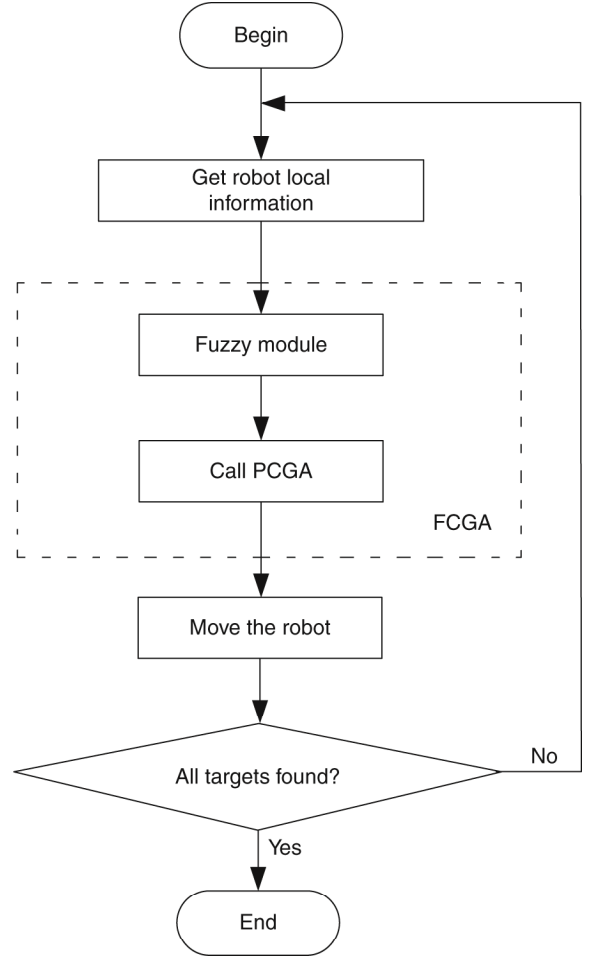 Begin
Get robot local
information
Fuzzy module
Call PCGA
FCGA
Move the robot
All targets found?
No
Yes
End